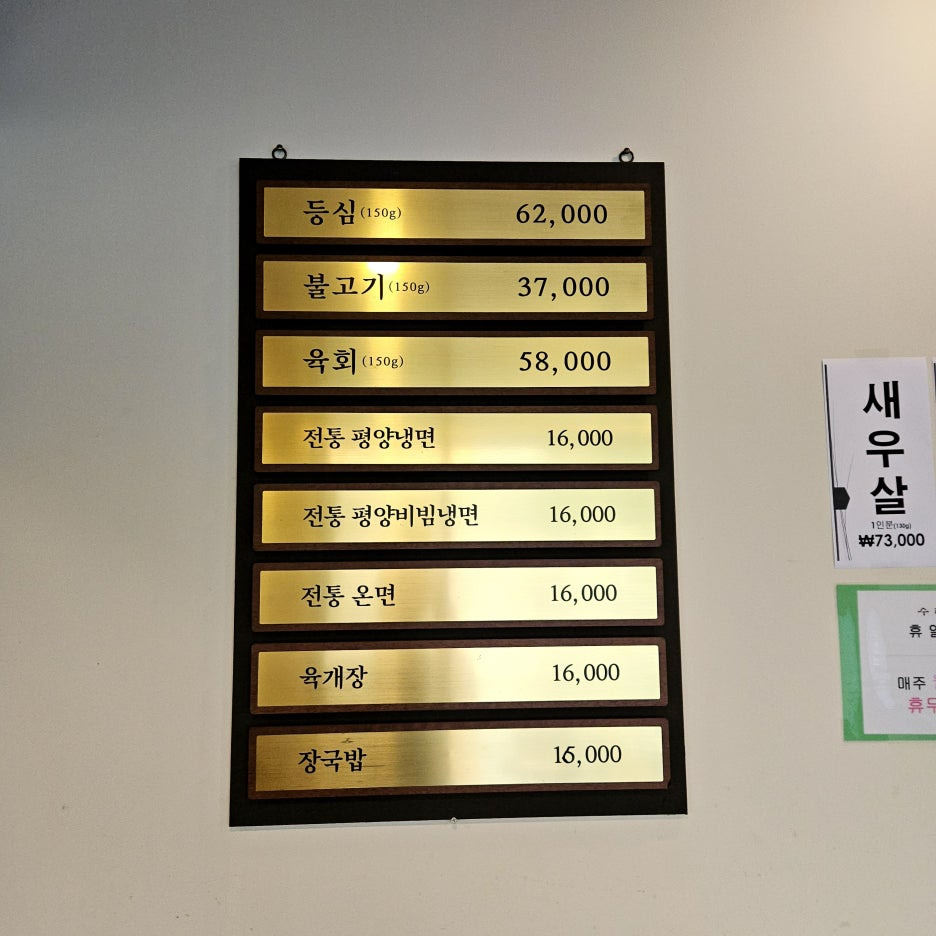 등심(150g) 62,000
불고기(150g) 37,000
육회(150g) 58,000
전통 평양냉면 16,000
전통 평양비빔냉면 16,000
전통 온면 16,000
육개장 16,000
장국밥 16,000
새우살
1인분(130g)
₩73,000
매주